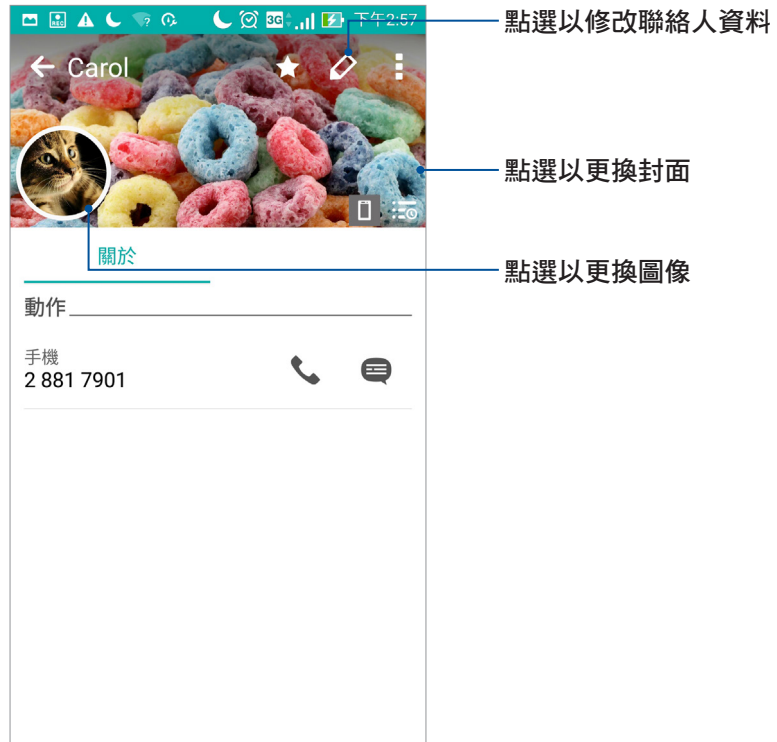 REC
?
3G
下午2:57
Carol
關於
動作
手機
2 881 7901
點選以修改聯絡人資料
點選以更換封面
點選以更換圖像